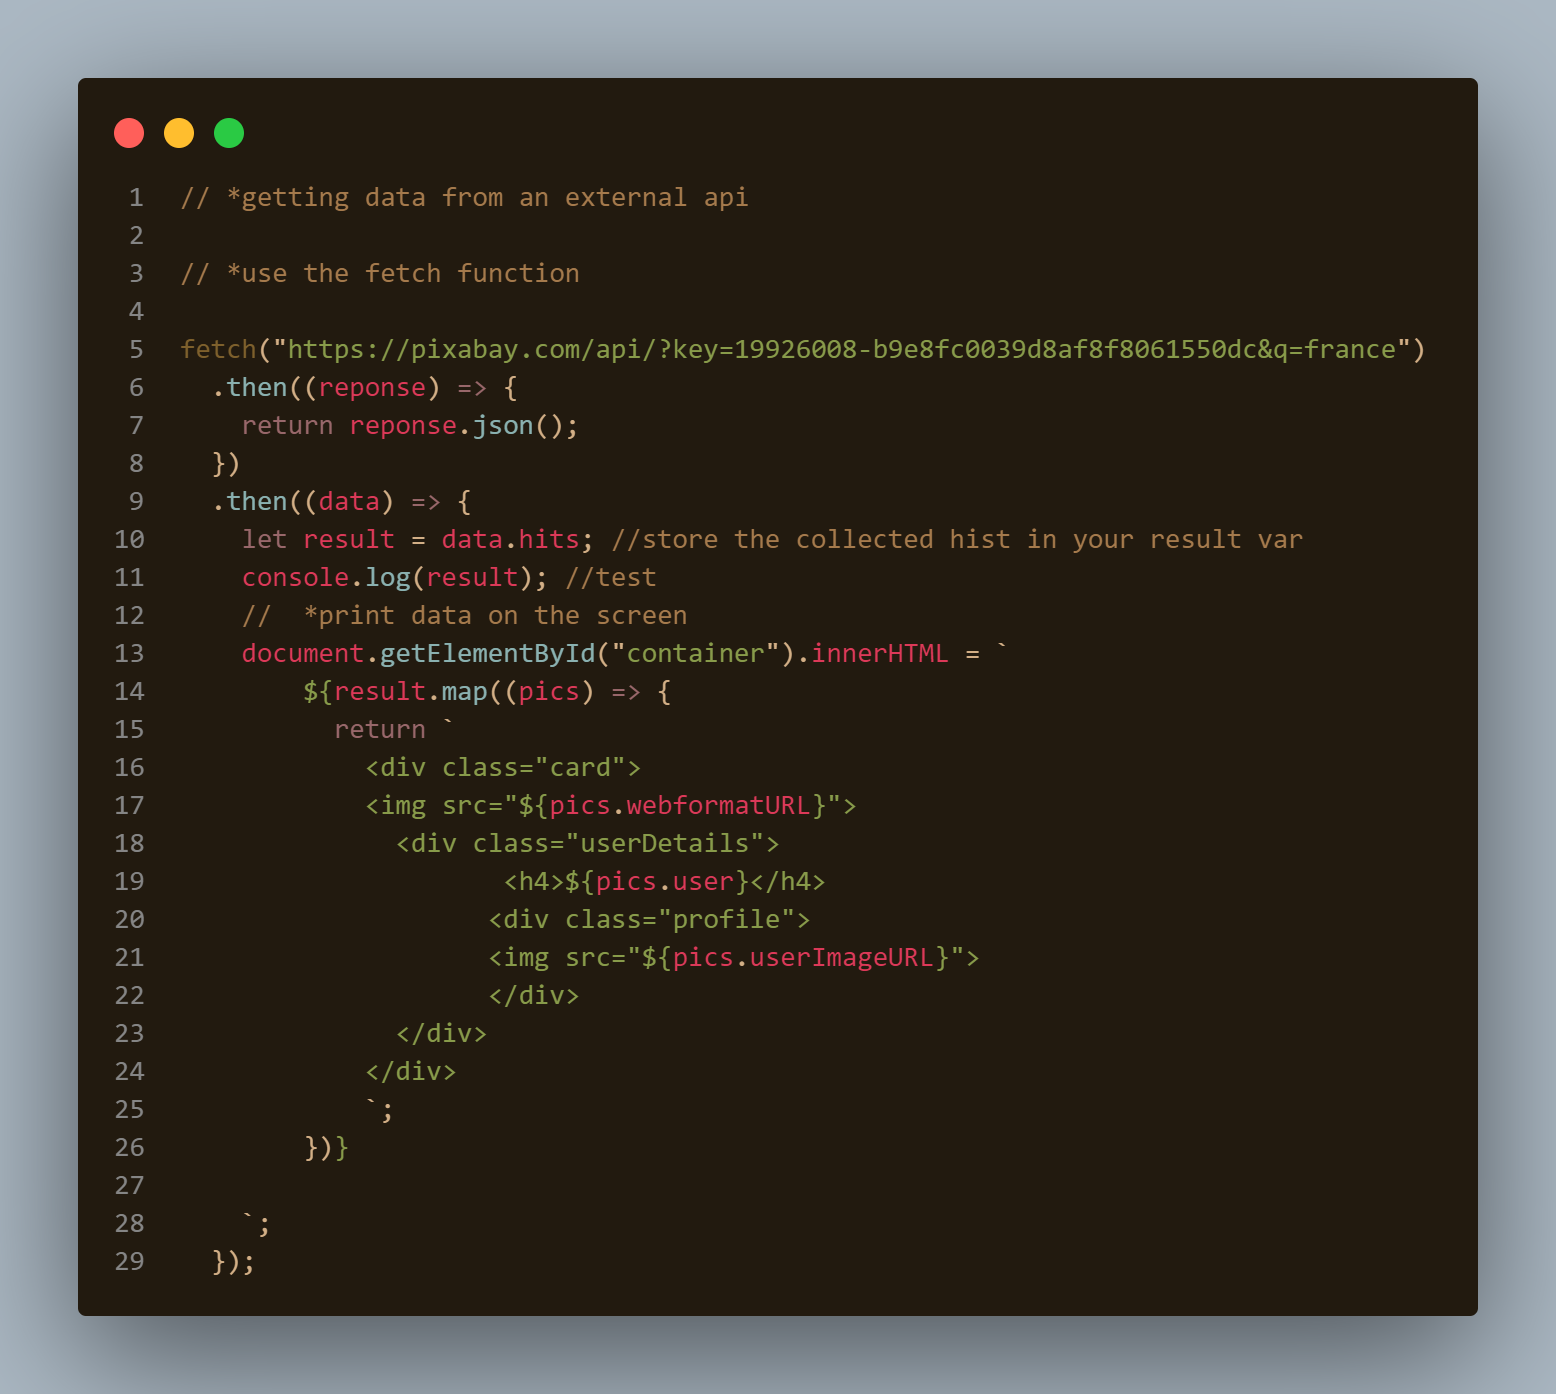 1 // *getting data from an external api
2
3 // *use the fetch function
4
5 fetch("https://pixabay.com/api/?key=19926008-b9e8fc0039d8af8f8061550dc&q=france")
6   .then((reponse) => {
7     return reponse.json();
8   })
9   .then((data) => {
10     let result = data.hits; //store the collected hist in your result var
11     console.log(result); //test
12     //  *print data on the screen
13     document.getElementById("container").innerHTML = `
14         ${result.map((pics) => {
15           return `
16             <div class="card">
17             <img src="${pics.webformatURL}">
18               <div class="userDetails">
19                      <h4>${pics.user}</h4>
20                     <div class="profile">
21                     <img src="${pics.userImageURL}">
22                     </div>
23               </div>
24             </div>
25             `;
26         })}
27
28     `;
29   });